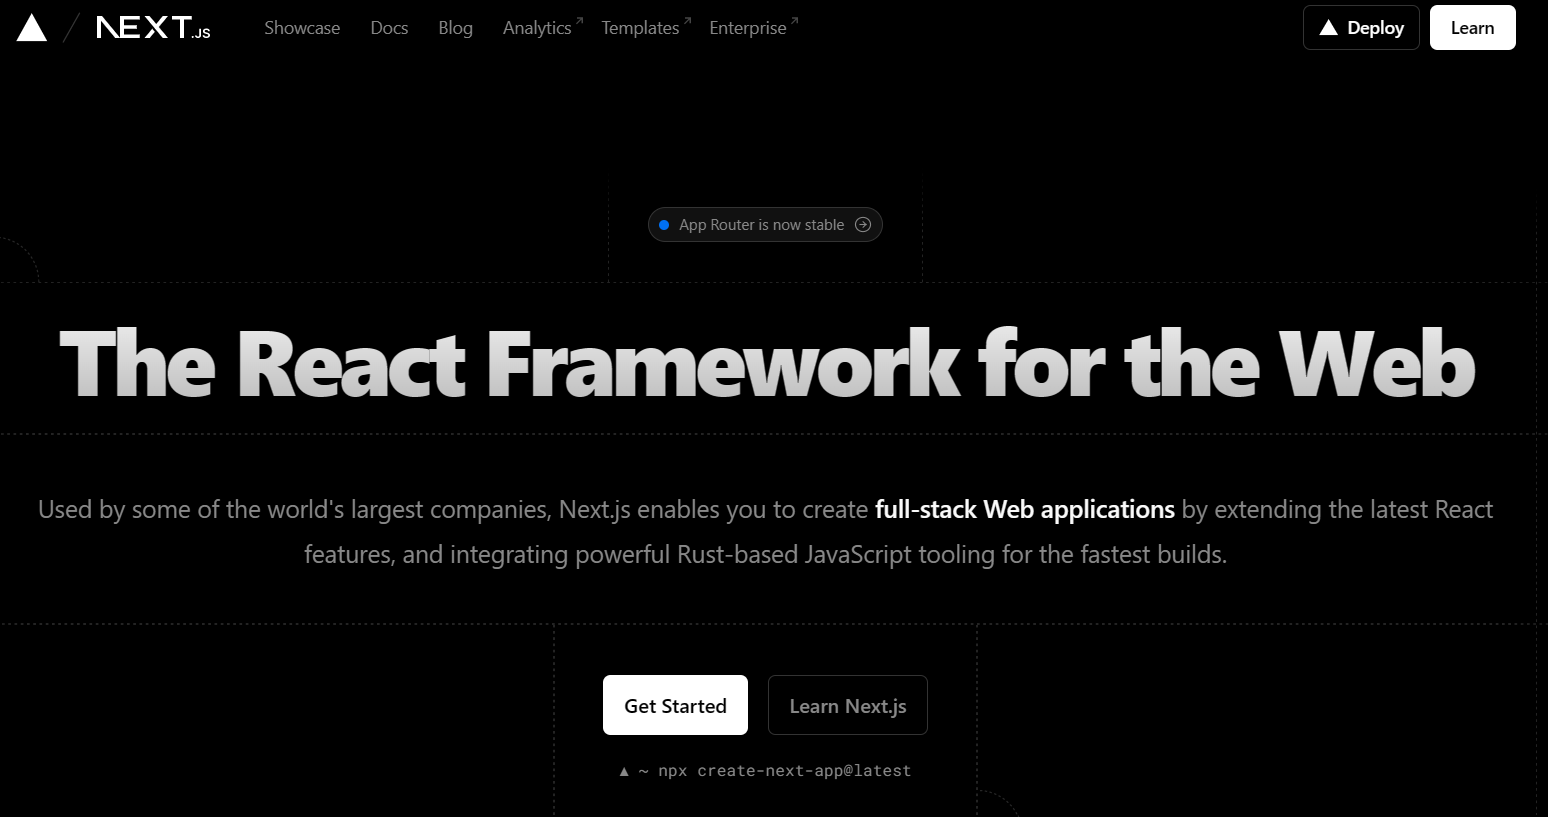 NEXT.JS Showcase Docs Blog Analytics Templates Enterprise Deploy Learn
App Router is now stable
The React Framework for the Web
Used by some of the world's largest companies, Next.js enables you to create full-stack Web applications by extending the latest React
features, and integrating powerful Rust-based JavaScript tooling for the fastest builds.
Get Started Learn Next.js
▲ ~ npx create-next-app@latest